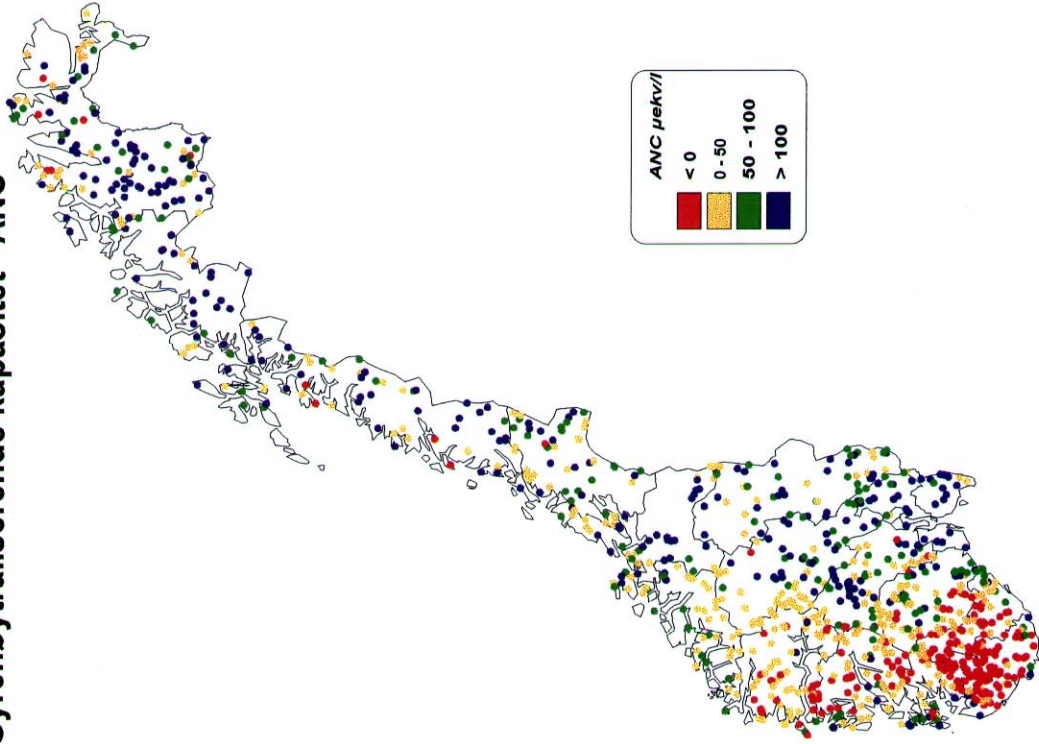 Syrenøytraliserende kapasitet - ANC
ANC µekv/l
< 0
0 - 50
50 - 100
> 100